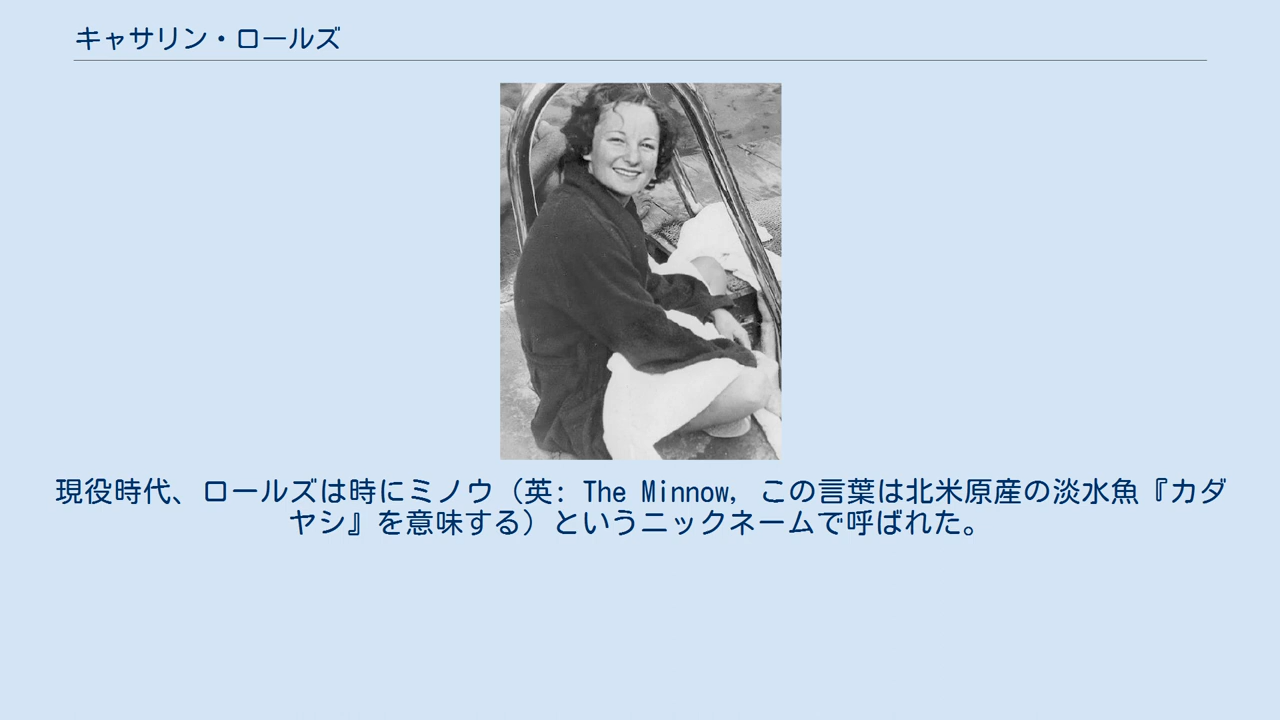 キャサリン・ロールズ
現役時代、ロールズは時にミノウ（英: The Minnow, この言葉は北米原産の淡水魚『カダ
ヤシ』を意味する）というニックネームで呼ばれた。